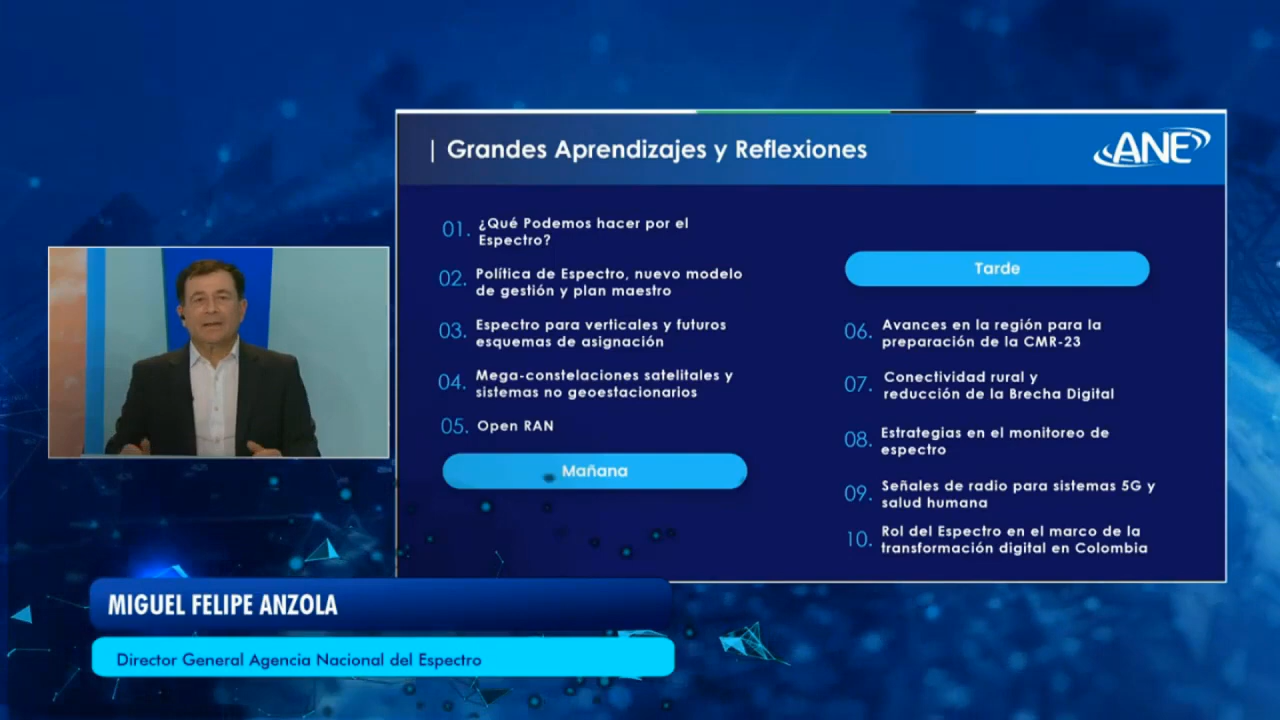 | Grandes Aprendizajes y Reflexiones
ANE
01. ¿Qué Podemos hacer por el
Espectro?
02. Política de Espectro, nuevo modelo
de gestión y plan maestro
03. Espectro para verticales y futuros
esquemas de asignación
04. Mega-constelaciones satelitales y
sistemas no geoestacionarios
05. Open RAN
Mañana
Tarde
06. Avances en la región para la
preparación de la CMR-23
07. Conectividad rural y
reducción de la Brecha Digital
08. Estrategias en el monitoreo de
espectro
09. Señales de radio para sistemas 5G y
salud humana
10. Rol del Espectro en el marco de la
transformación digital en Colombia
MIGUEL FELIPE ANZOLA
Director General Agencia Nacional del Espectro